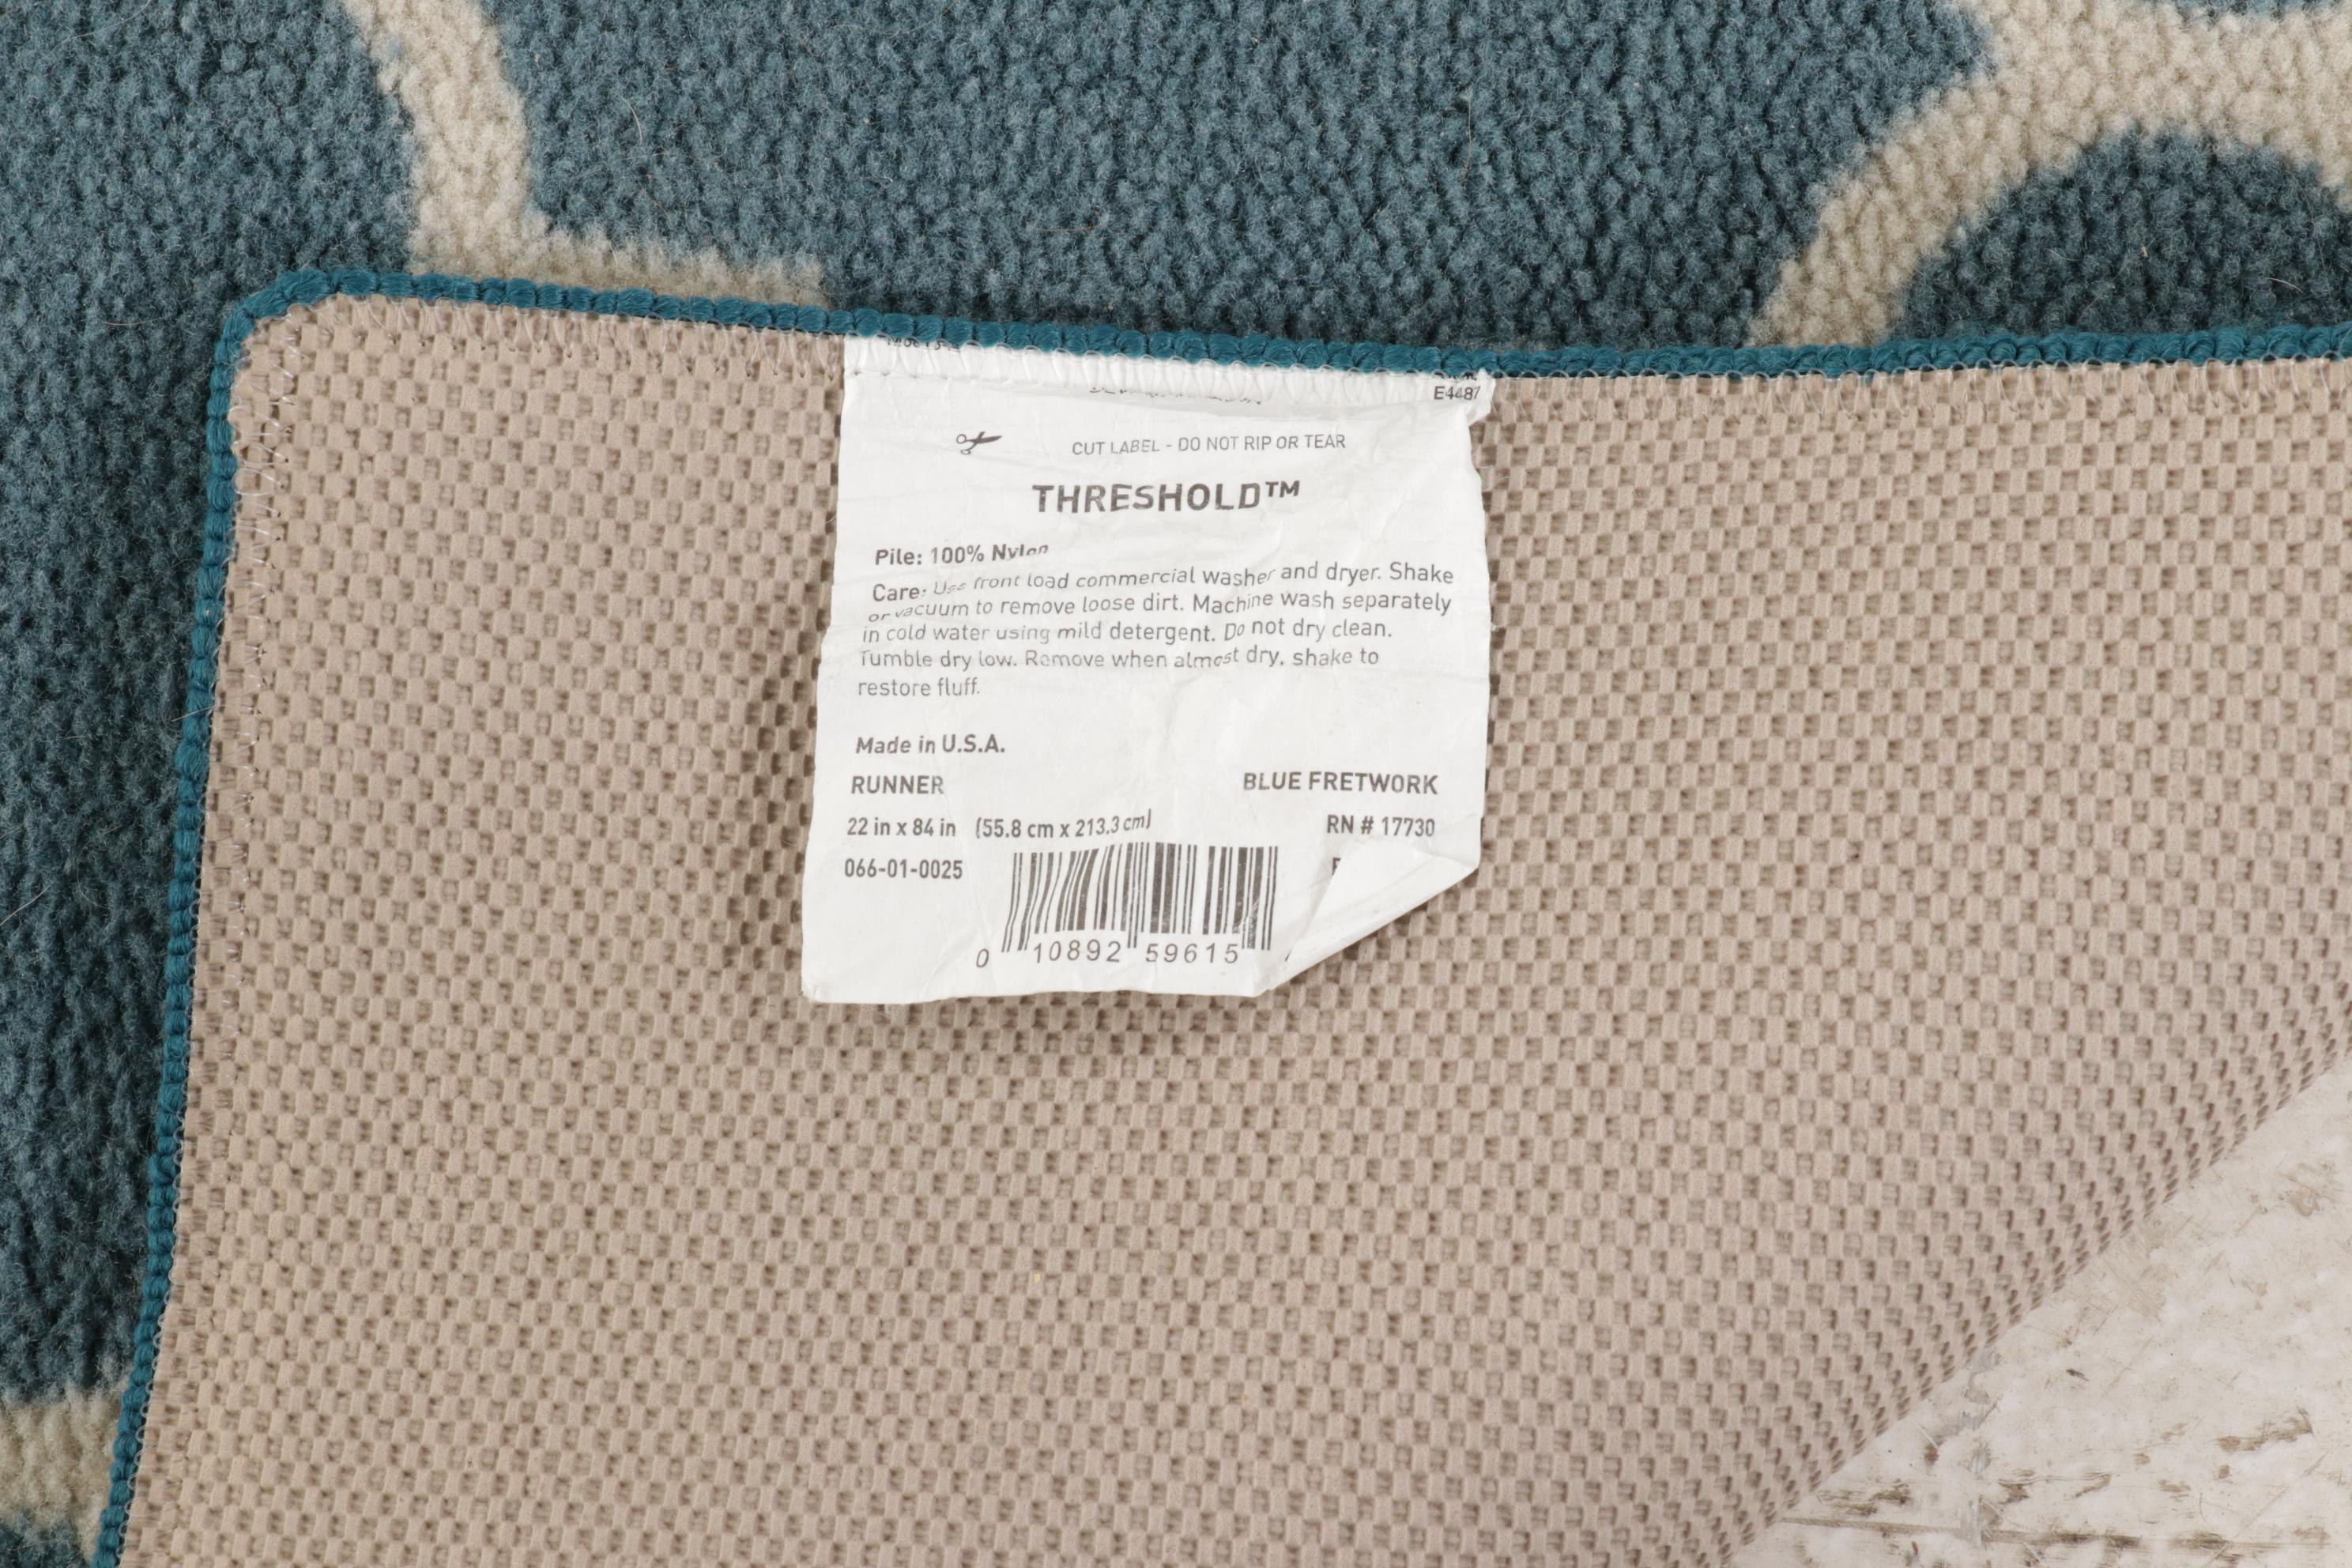 E4487
CUT LABEL - DO NOT RIP OR TEAR
THRESHOLD™
Pile: 100% Nylon
Care: Use front load commercial washer and dryer. Shake
or vacuum to remove loose dirt. Machine wash separately
in cold water using mild detergent. Do not dry clean.
Tumble dry low. Remove when almost dry, shake to
restore fluff.
Made in U.S.A.
RUNNER BLUE FRETWORK
22 in x 84 in (55.8 cm x 213.3 cm) RN # 17730
066-01-0025
0 10892 59615